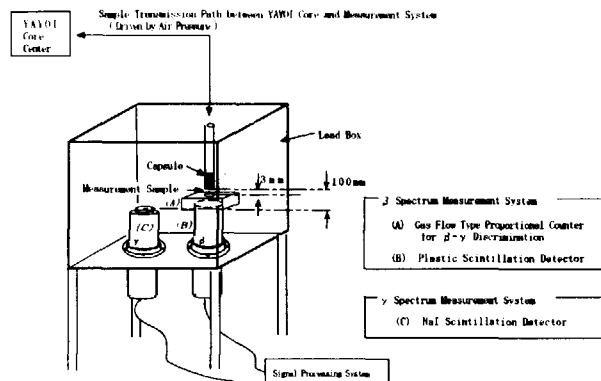 YAYOI
Core
Center
Sample Transmission Path between YAYOI Core and Measurement System
(Driven by Air Pressure)
Lead Box
Capsule
3mm
Measurement Sample
100mm
(A)
(B)
(C)
γ
β
β Spectrum Measurement System
(A) Gas Flow Type Proportional Counter
for β-γ Discrimination
(B) Plastic Scintillation Detector
γ Spectrum Measurement System
(C) NaI Scintillation Detector
Signal Processing System